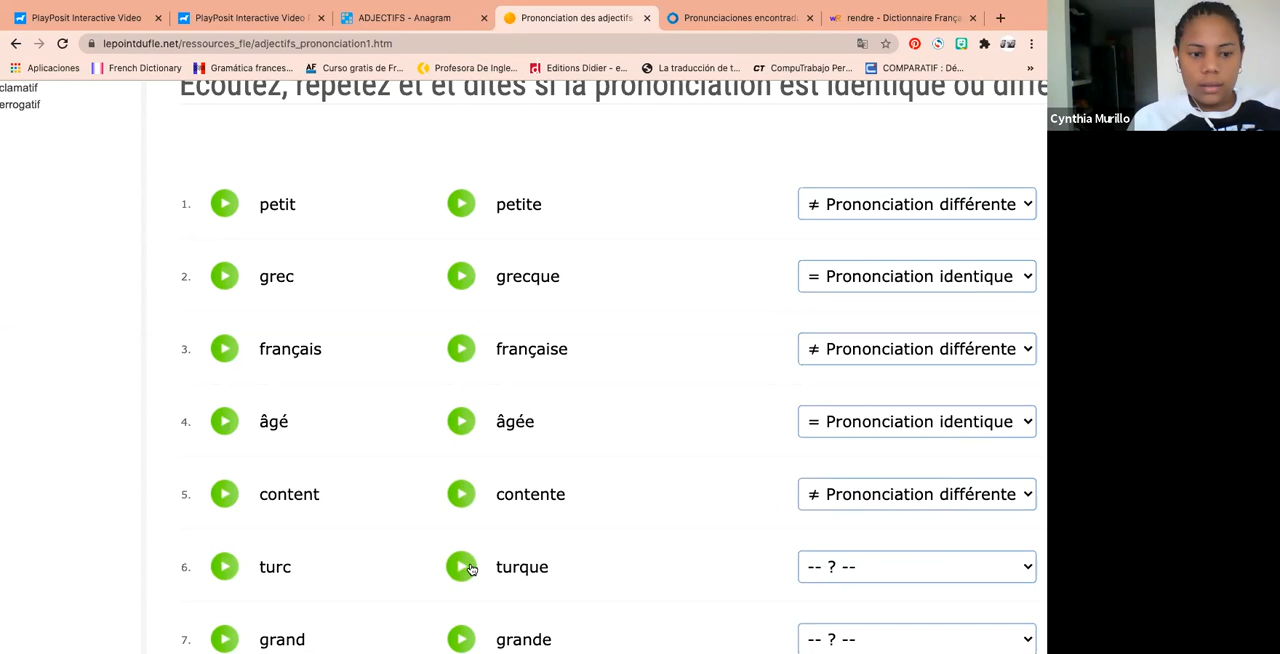 PlayPosit Interactive Video
PlayPosit Interactive Video P
ADJECTIFS - Anagram
Prononciation des adjectifs
Pronunciaciones encontrad
rendre - Dictionnaire França
lepointdufle.net/ressources_fle/adjectifs_prononciation1.htm
Aplicaciones
French Dictionary
Gramática frances...
AF Curso gratis de Fr...
Profesora De Ingle...
Editions Didier - e...
La traducción de t...
CT CompuTrabajo Per...
COMPARATIF : Dé...
»
clamatif
errogatif
Ecoutez, répétez et et dites si la prononciation est identique ou diffé
Cynthia Murillo
1. petit petite ≠ Prononciation différente
2. grec grecque = Prononciation identique
3. français française ≠ Prononciation différente
4. âgé âgée = Prononciation identique
5. content contente ≠ Prononciation différente
6. turc turque -- ? --
7. grand grande -- ? --